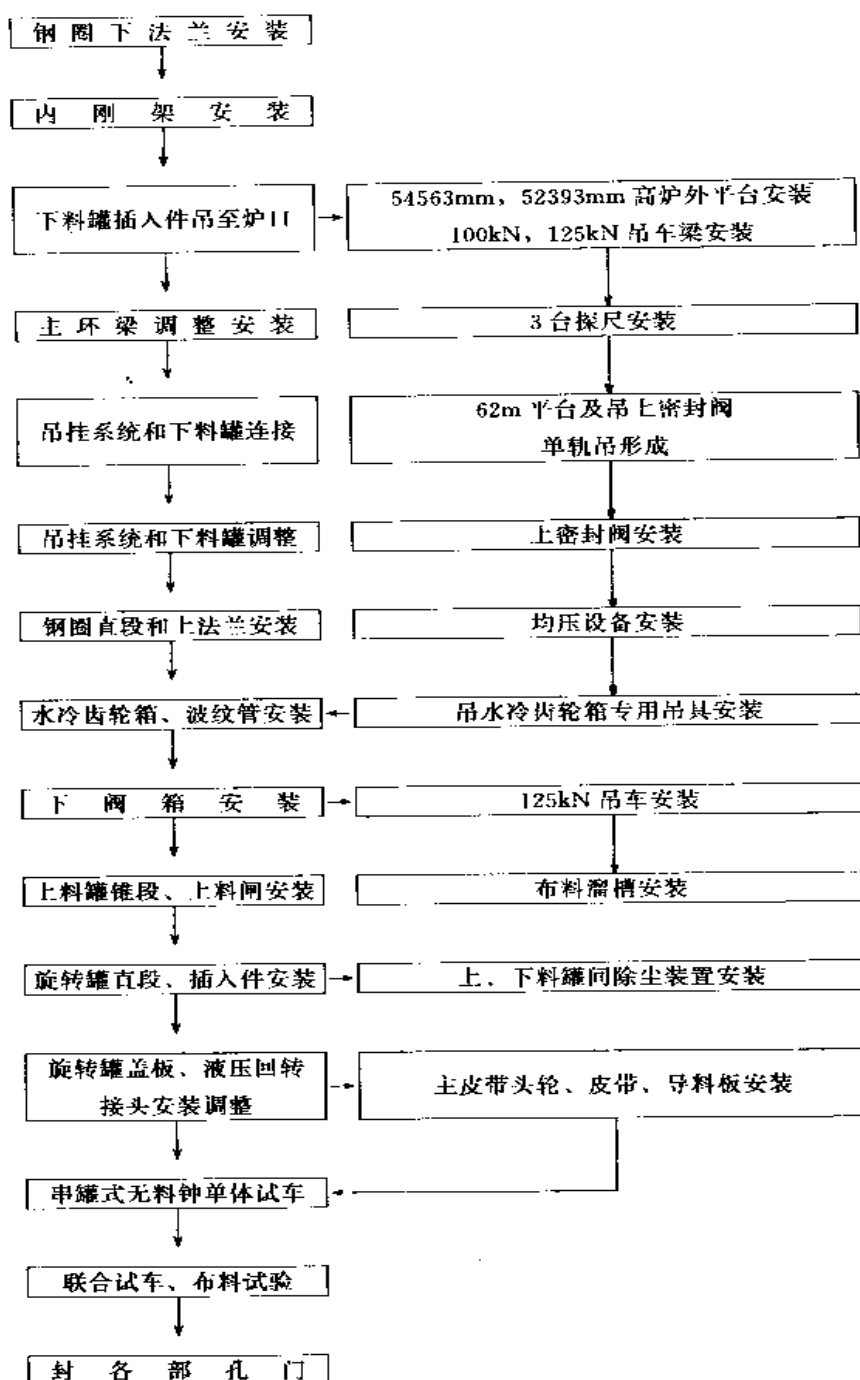 钢圈下法兰安装
内刚架安装
下料罐插入件吊至炉口
54563mm，52393mm 高炉外平台安装
100kN，125kN 吊车梁安装
主环梁调整安装
3台探尺安装
吊挂系统和下料罐连接
62m 平台及吊上密封阀
单轨吊形成
吊挂系统和下料罐调整
上密封阀安装
钢圈直段和上法兰安装
均压设备安装
水冷齿轮箱、波纹管安装
吊水冷齿轮箱专用吊具安装
下阀箱安装
125kN 吊车安装
上料罐锥段、上料闸安装
布料溜槽安装
旋转罐直段、插入件安装
上、下料罐间除尘装置安装
旋转罐盖板、液压回转
接头安装调整
主皮带头轮、皮带、导料板安装
串罐式无料钟单体试车
联合试车、布料试验
封各部孔门